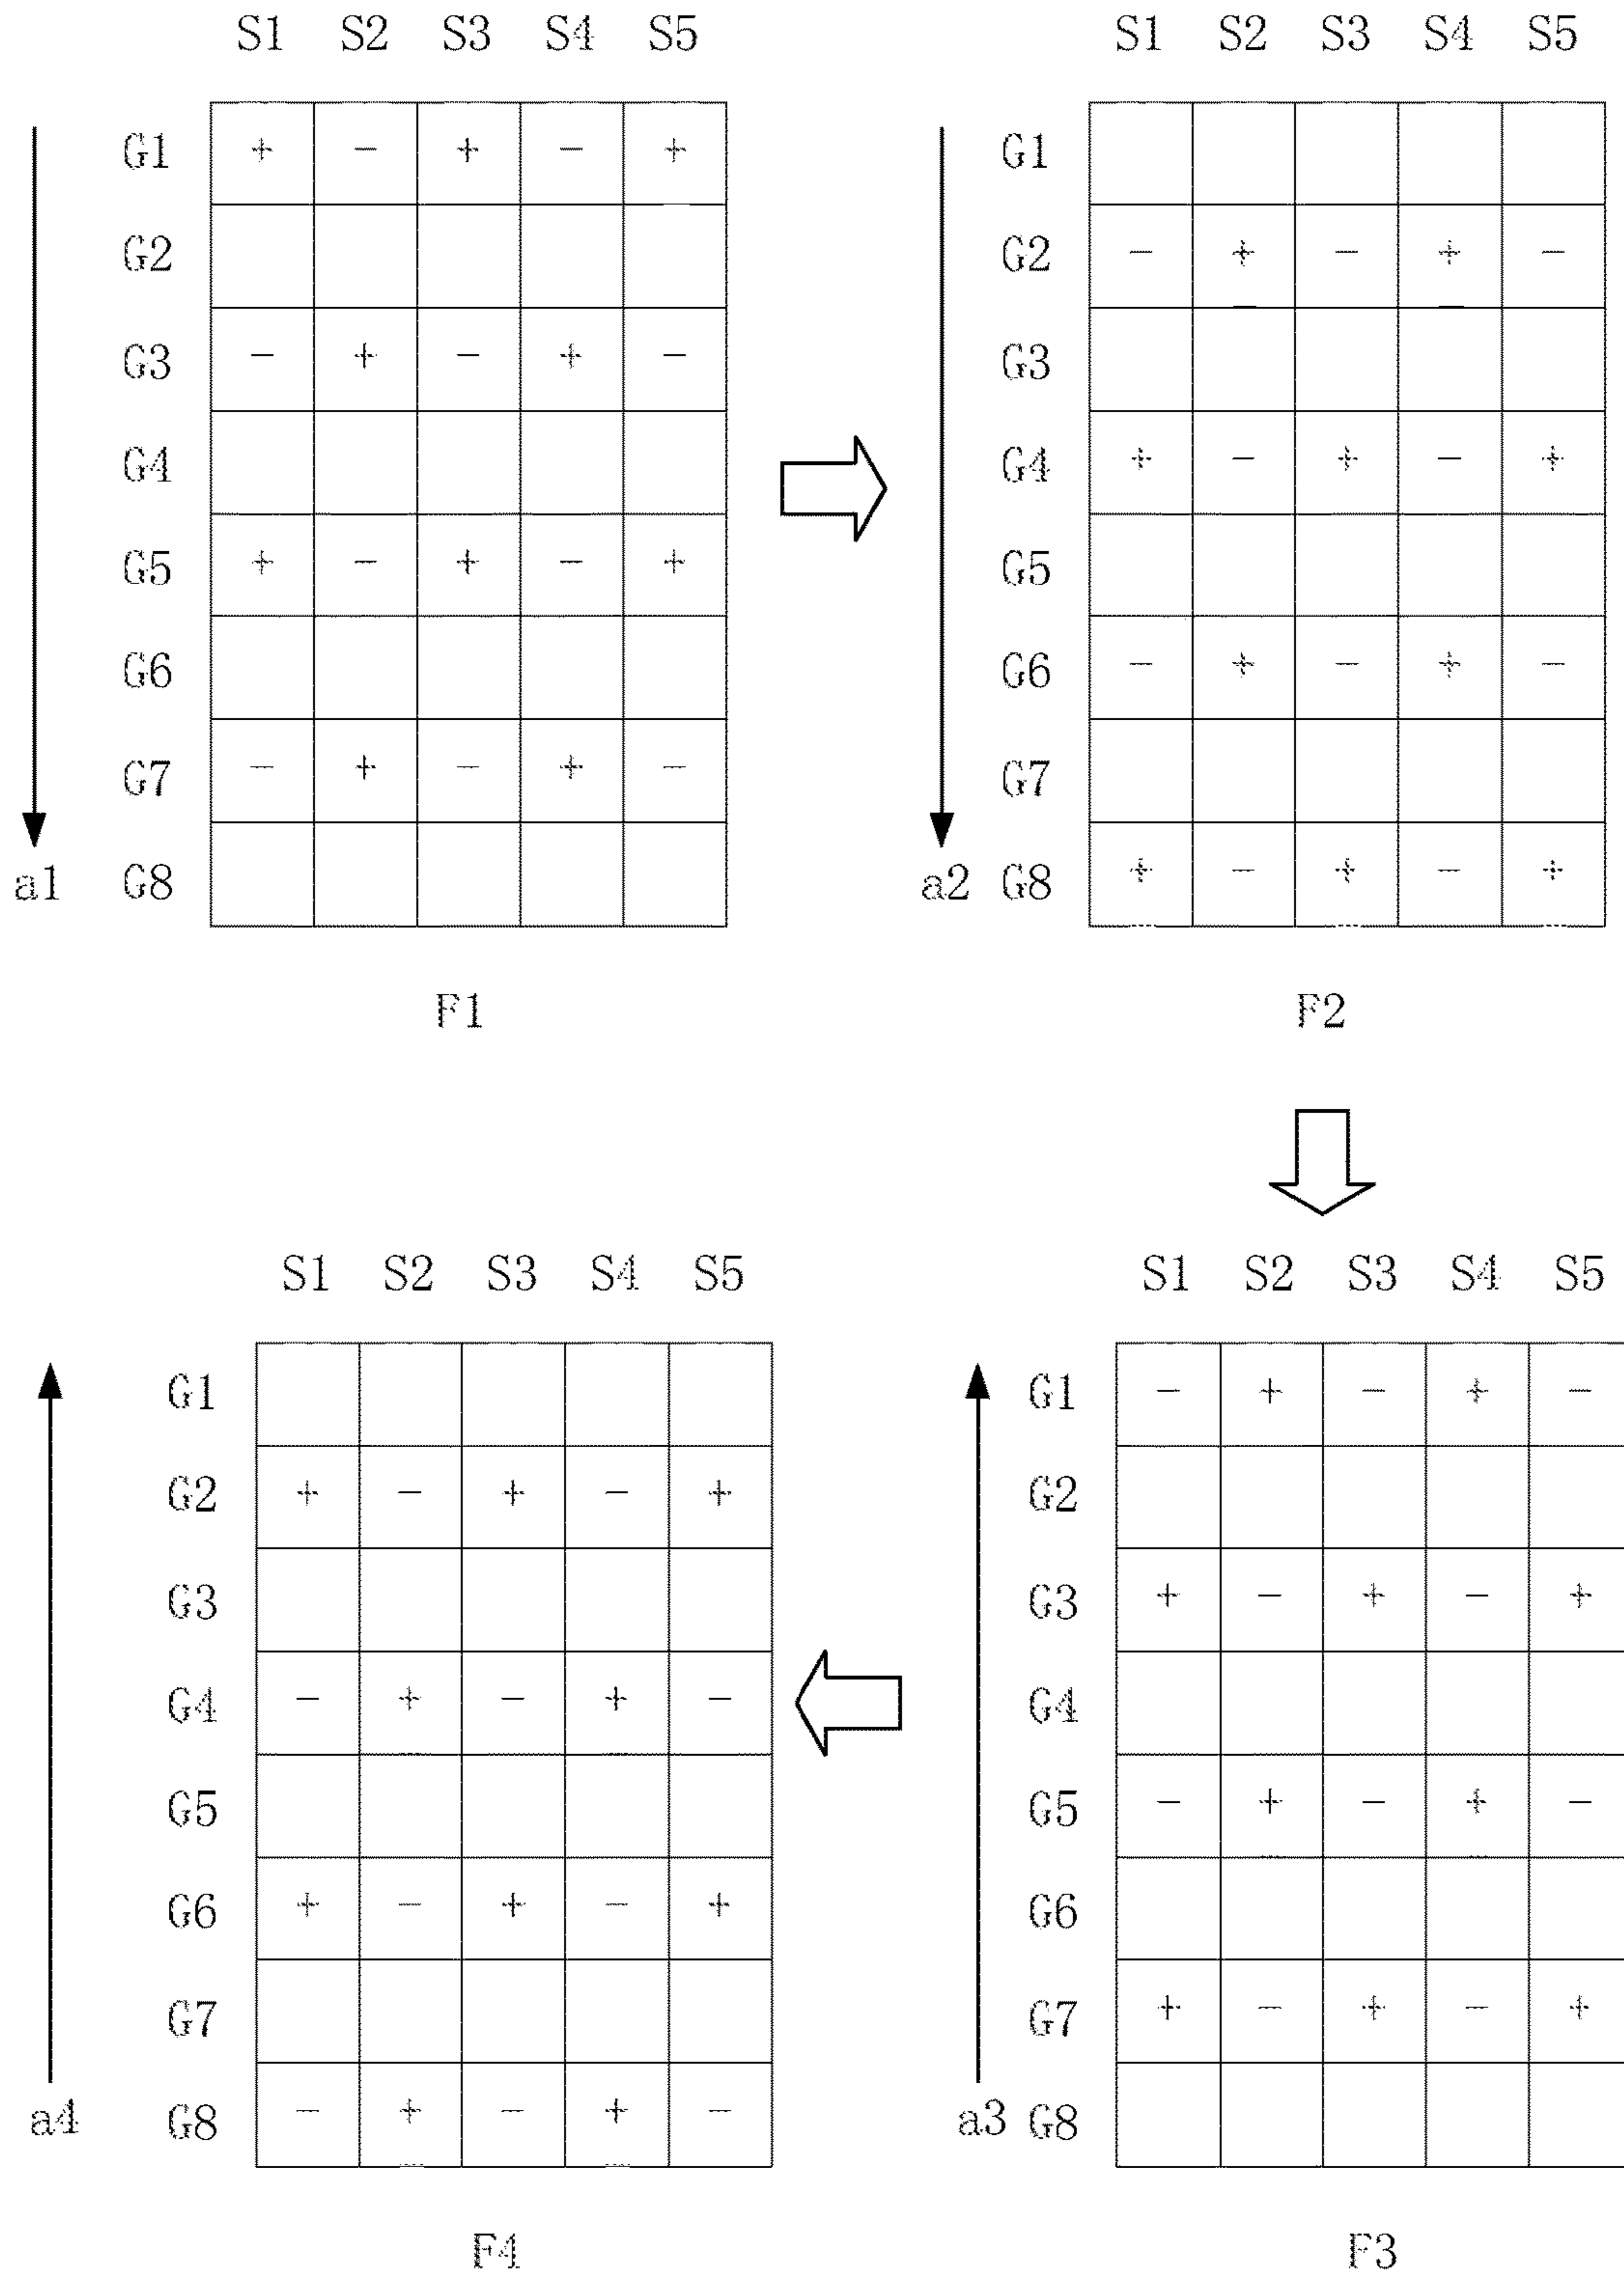 S1 S2 S3 S4 S5
G1 + − + − +
G2
G3 − + − + −
G4
G5 + − + − +
G6
G7 − + − + −
a1 G8
F1
S1 S2 S3 S4 S5
G1
G2 − + − + −
G3
G4 + − + − +
G5
G6 − + − + −
G7
a2 G8 + − + − +
F2
S1 S2 S3 S4 S5
G1
G2 + − + − +
G3
G4 − + − + −
G5
G6 + − + − +
G7
a4 G8 − + − + −
F4
S1 S2 S3 S4 S5
G1 − + − + −
G2
G3 + − + − +
G4
G5 − + − + −
G6
G7 + − + − +
a3 G8
F3